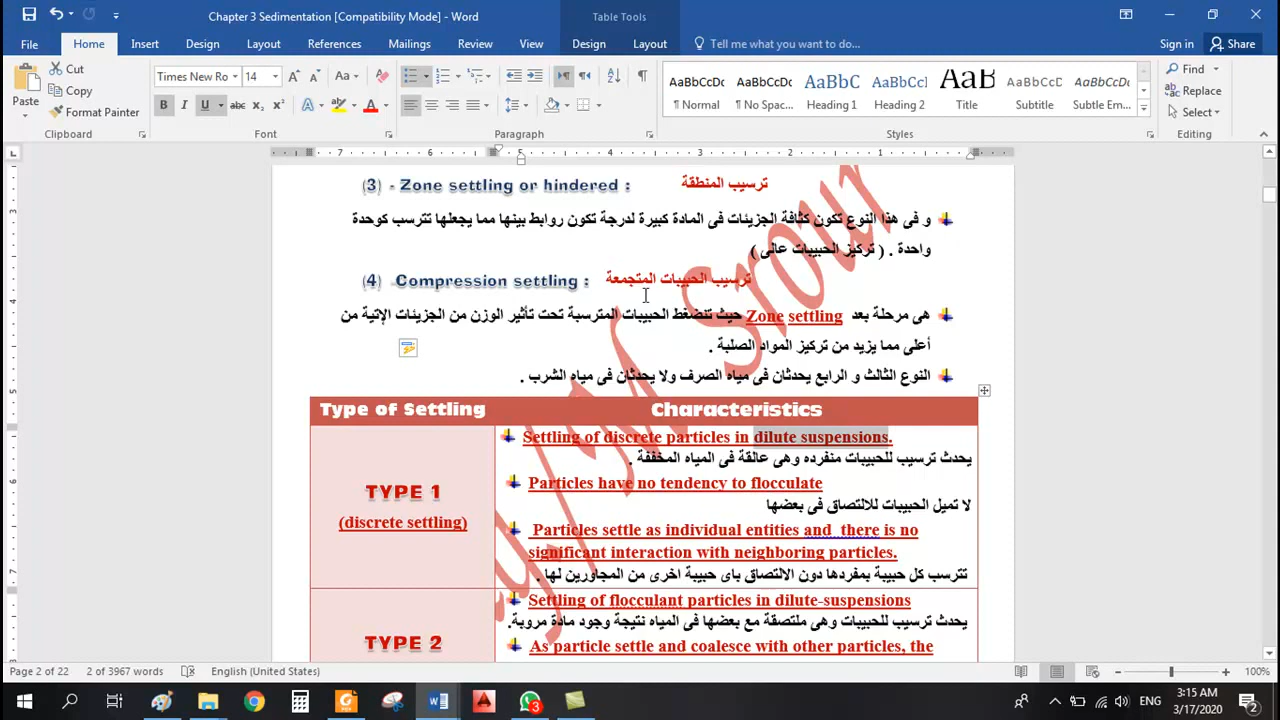 Chapter 3 Sedimentation [Compatibility Mode] - Word
Table Tools
File Home Insert Design Layout References Mailings Review View Design Layout Tell me what you want to do... Sign in Share
Paste
Cut
Copy
Format Painter
Times New Ro 14
AaBbCcDc ¶ Normal
AaBbCcDc ¶ No Spac...
AaBbC Heading 1
AaBbCcC Heading 2
AaB Title
AaBbCcC Subtitle
AaBbCcDc Subtle Em...
Find
Replace
Select
Clipboard Font Paragraph Styles Editing
7 6 5 4 3 2 1
(3) - Zone settling or hindered : ترسيب المنطقة
و فى هذا النوع تكون كثافة الجزيئات فى المادة كبيرة لدرجة تكون روابط بينها مما يجعلها تترسب كوحدة
واحدة . ( تركيز الحبيبات عالى )
(4) Compression settling : ترسيب الحبيبات المتجمعة
هى مرحلة بعد Zone settling حيث تنضغط الحبيبات المترسبة تحت تأثير الوزن من الجزيئات الإتية من
أعلى مما يزيد من تركيز المواد الصلبة .
النوع الثالث و الرابع يحدثان فى مياه الصرف ولا يحدثان فى مياه الشرب .
Type of Settling Characteristics
TYPE 1
(discrete settling)
Settling of discrete particles in dilute suspensions.
يحدث ترسيب للحبيبات منفرده وهى عالقة فى المياه المخففة .
Particles have no tendency to flocculate
لا تميل الحبيبات للالتصاق فى بعضها
Particles settle as individual entities and there is no
significant interaction with neighboring particles.
تترسب كل حبيبة بمفردها دون الالتصاق باى حبيبة اخرى من المجاورين لها .
TYPE 2
Settling of flocculant particles in dilute-suspensions
يحدث ترسيب للحبيبات وهى ملتصقة مع بعضها فى المياه نتيجة وجود مادة مروبة.
As particle settle and coalesce with other particles, the
M Srour
Page 2 of 22 2 of 3967 words English (United States) 100%
ENG 3:15 AM
3/17/2020